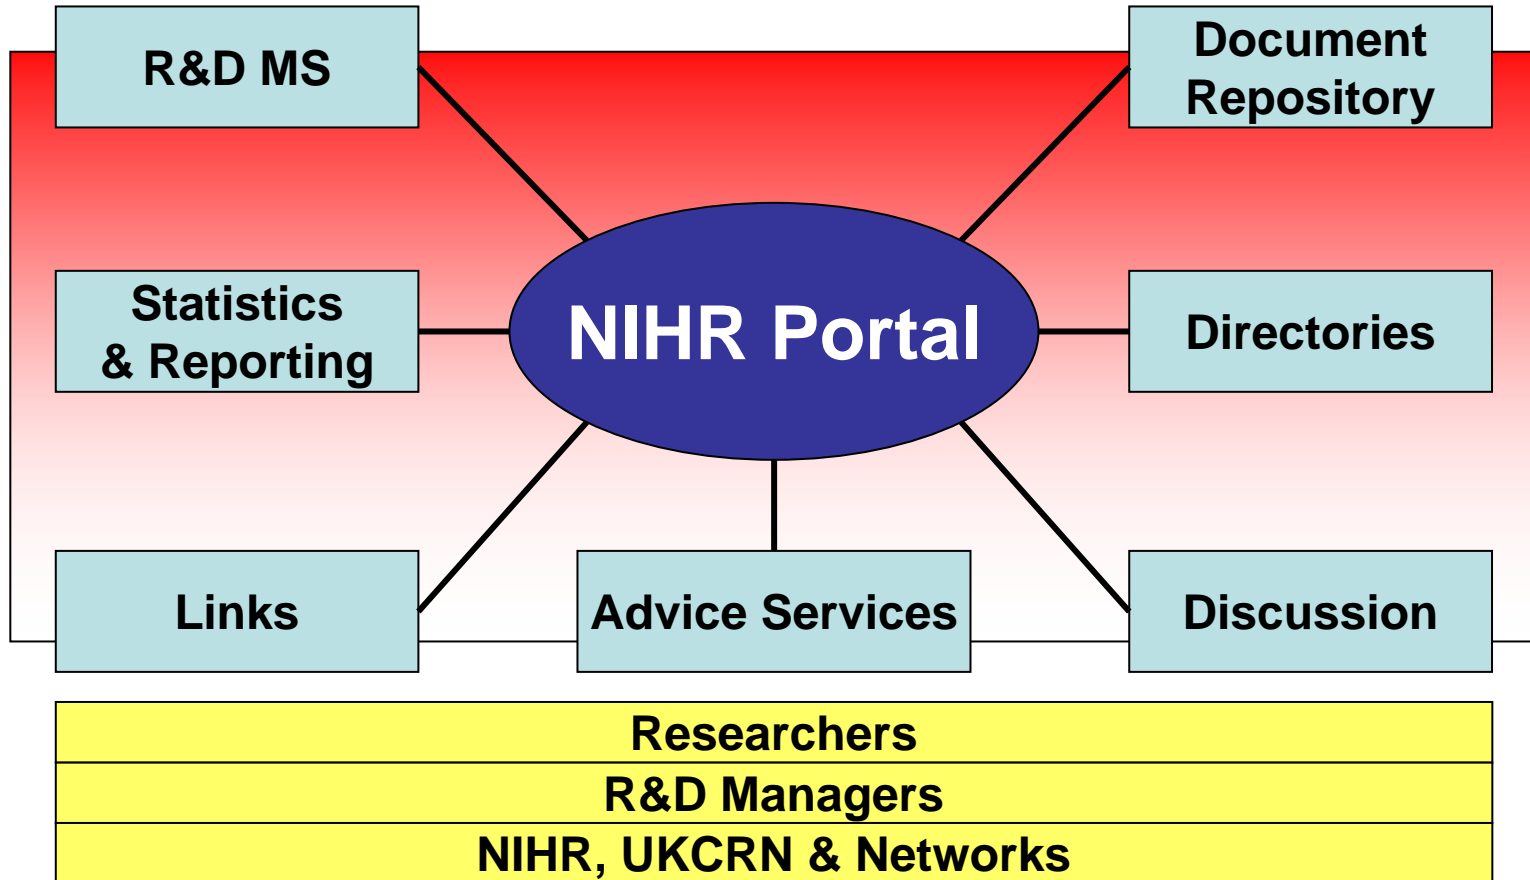 R&D MS
Document
Repository
Statistics
& Reporting
NIHR Portal
Directories
Links
Advice Services
Discussion
Researchers
R&D Managers
NIHR, UKCRN & Networks